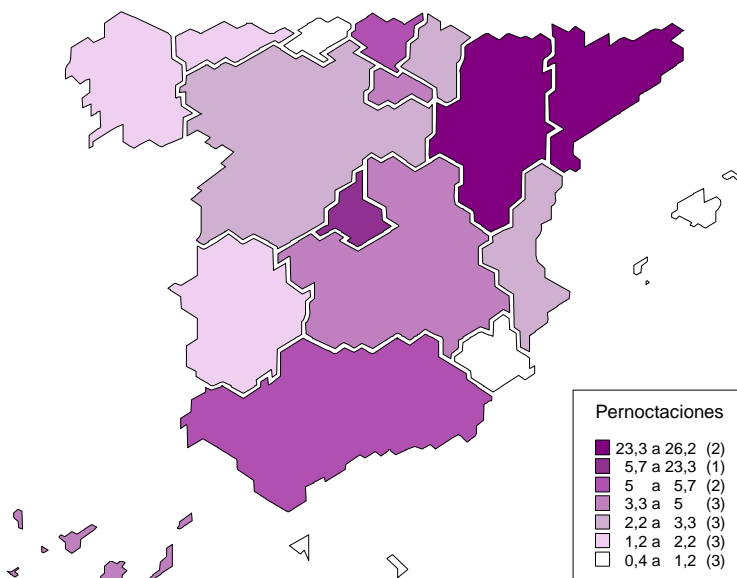 Pernoctaciones
23,3 a 26,2 (2)
5,7 a 23,3 (1)
5 a 5,7 (2)
3,3 a 5 (3)
2,2 a 3,3 (3)
1,2 a 2,2 (3)
0,4 a 1,2 (3)